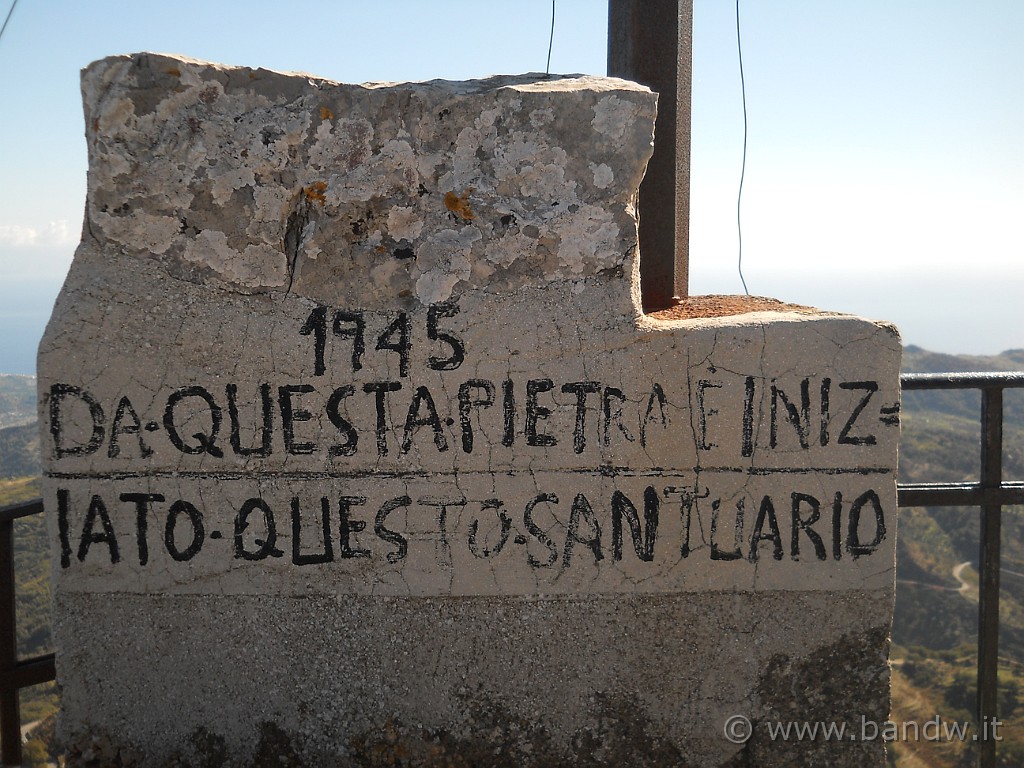 1945
DA·QUESTA·PIETRA È INIZ=
IATO·QUESTO·SANTUARIO
© www.bandw.it